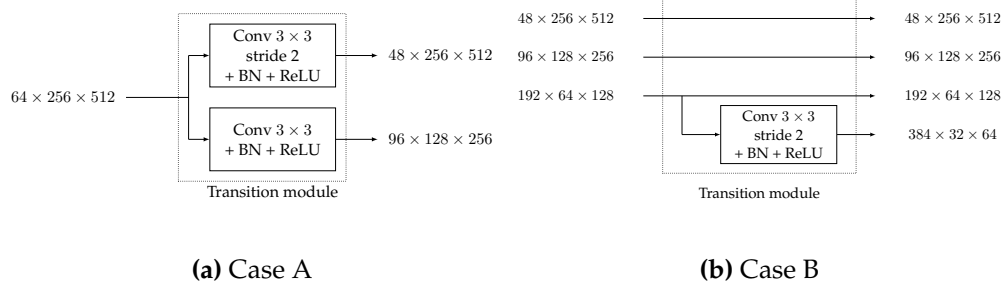 Conv 3 × 3
stride 2
+ BN + ReLU
48 × 256 × 512
64 × 256 × 512
Conv 3 × 3
+ BN + ReLU
96 × 128 × 256
Transition module
(a) Case A
48 × 256 × 512
48 × 256 × 512
96 × 128 × 256
96 × 128 × 256
192 × 64 × 128
192 × 64 × 128
Conv 3 × 3
stride 2
+ BN + ReLU
384 × 32 × 64
Transition module
(b) Case B